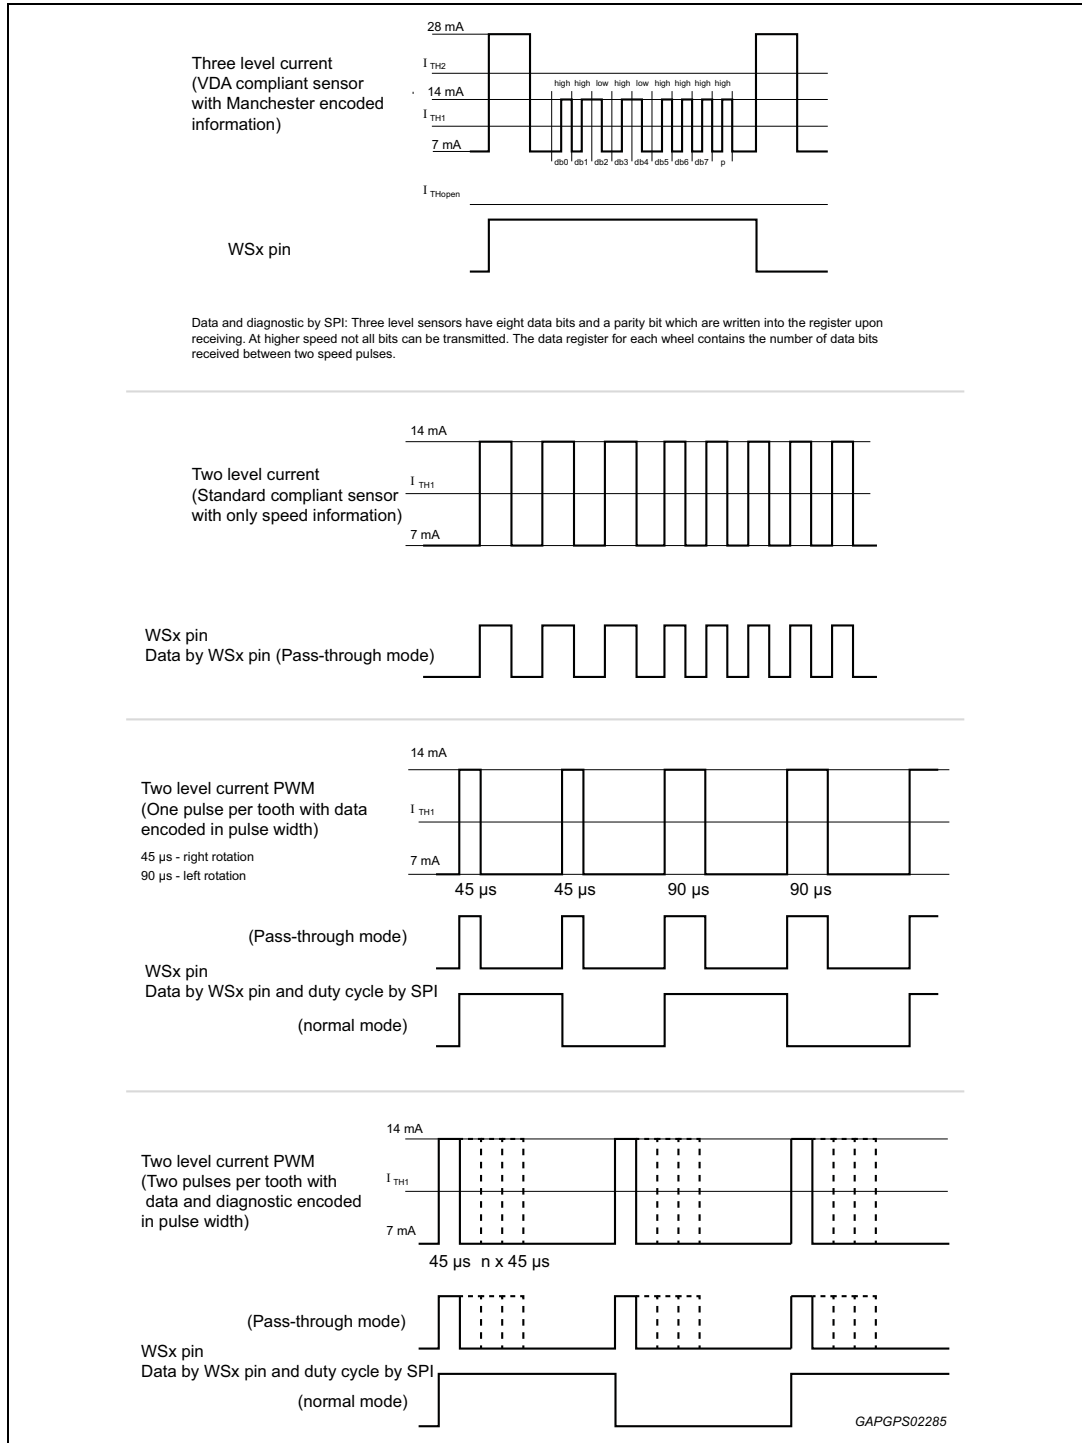 28 mA
Three level current
(VDA compliant sensor
with Manchester encoded
information)
I TH2
high high low high low high high high high
14 mA
I TH1
7 mA
db0 db1 db2 db3 db4 db5 db6 db7 p
I THopen
WSx pin
Data and diagnostic by SPI: Three level sensors have eight data bits and a parity bit which are written into the register upon
receiving. At higher speed not all bits can be transmitted. The data register for each wheel contains the number of data bits
received between two speed pulses.
14 mA
Two level current
(Standard compliant sensor
with only speed information)
I TH1
7 mA
WSx pin
Data by WSx pin (Pass-through mode)
14 mA
Two level current PWM
(One pulse per tooth with data
encoded in pulse width)
I TH1
45 µs - right rotation
90 µs - left rotation
7 mA
45 µs 45 µs 90 µs 90 µs
(Pass-through mode)
WSx pin
Data by WSx pin and duty cycle by SPI
(normal mode)
14 mA
Two level current PWM
(Two pulses per tooth with
data and diagnostic encoded
in pulse width)
I TH1
7 mA
45 µs n x 45 µs
(Pass-through mode)
WSx pin
Data by WSx pin and duty cycle by SPI
(normal mode)
GAPGPS02285